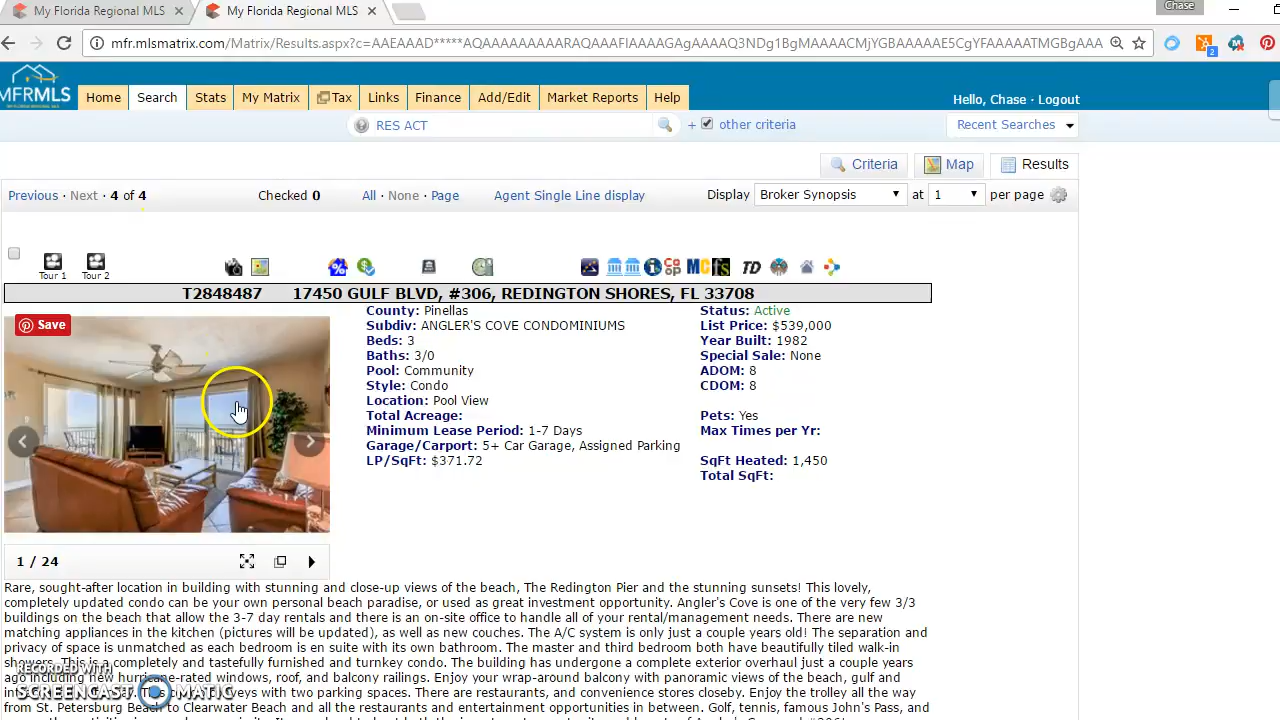 My Florida Regional MLS × My Florida Regional MLS × Chase
mfr.mlsmatrix.com/Matrix/Results.aspx?c=AAEAAAD*****AQAAAAAAAAARAQAAAFIAAAAGAgAAAAQ3NDg1BgMAAAACMjYGBAAAAAE5CgYFAAAAATMGBgAAA 2
MFRMLS Home Search Stats My Matrix Tax Links Finance Add/Edit Market Reports Help Hello, Chase · Logout
RES ACT + other criteria Recent Searches
Criteria Map Results
Previous · Next · 4 of 4 Checked 0 All · None · Page Agent Single Line display Display Broker Synopsis at 1 per page
Tour 1 Tour 2 CO OP MC fs TD
T2848487 17450 GULF BLVD, #306, REDINGTON SHORES, FL 33708
Save
County: Pinellas Status: Active
Subdiv: ANGLER'S COVE CONDOMINIUMS List Price: $539,000
Beds: 3 Year Built: 1982
Baths: 3/0 Special Sale: None
Pool: Community ADOM: 8
Style: Condo CDOM: 8
Location: Pool View
Total Acreage: Pets: Yes
Minimum Lease Period: 1-7 Days Max Times per Yr:
Garage/Carport: 5+ Car Garage, Assigned Parking
LP/SqFt: $371.72 SqFt Heated: 1,450
Total SqFt:
1 / 24
Rare, sought-after location in building with stunning and close-up views of the beach, The Redington Pier and the stunning sunsets! This lovely,
completely updated condo can be your own personal beach paradise, or used as great investment opportunity. Angler's Cove is one of the very few 3/3
buildings on the beach that allow the 3-7 day rentals and there is an on-site office to handle all of your rental/management needs. There are new
matching appliances in the kitchen (pictures will be updated), as well as new couches. The A/C system is only just a couple years old! The separation and
privacy of space is unmatched as each bedroom is en suite with its own bathroom. The master and third bedroom both have beautifully tiled walk-in
showers. This is a completely and tastefully furnished and turnkey condo. The building has undergone a complete exterior overhaul just a couple years
ago including new hurricane-rated windows, roof, and balcony railings. Enjoy your wrap-around balcony with panoramic views of the beach, gulf and
conveys with two parking spaces. There are restaurants, and convenience stores closeby. Enjoy the trolley all the way
from St. Petersburg Beach to Clearwater Beach and all the restaurants and entertainment opportunities in between. Golf, tennis, famous John's Pass, and
RECORDED WITH
SCREENCAST MATIC